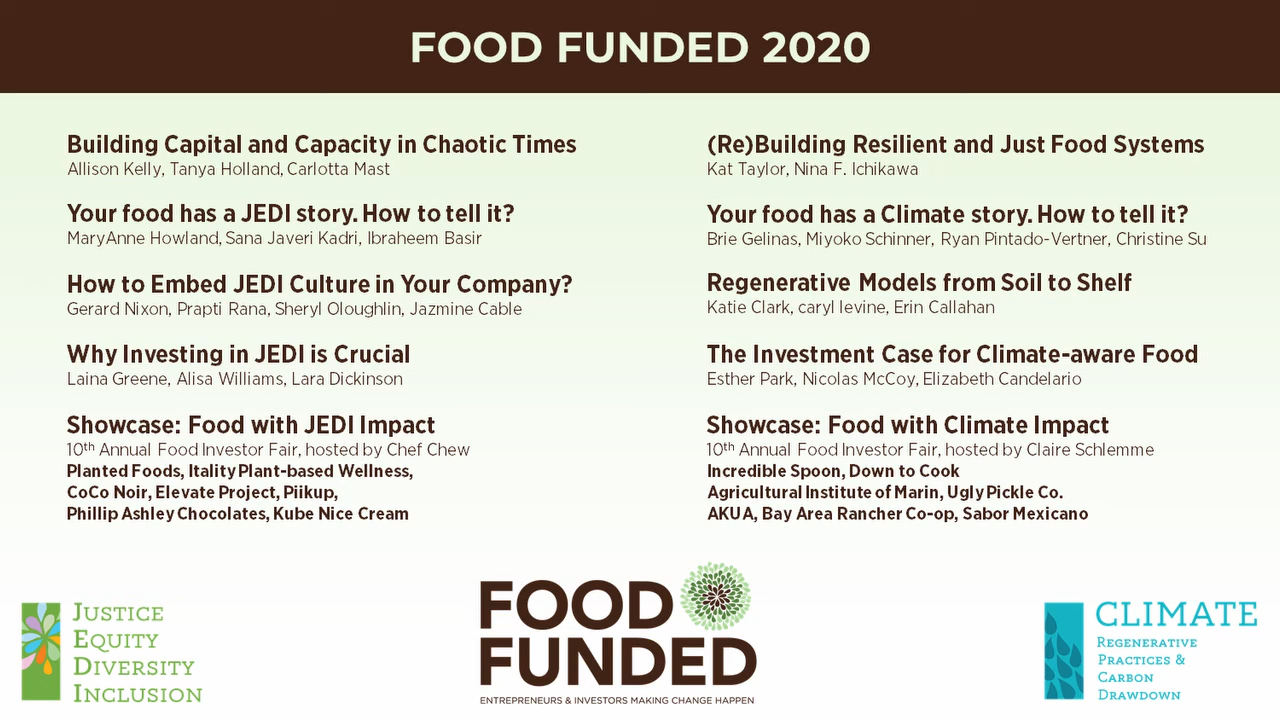 FOOD FUNDED 2020
Building Capital and Capacity in Chaotic Times
Allison Kelly, Tanya Holland, Carlotta Mast
Your food has a JEDI story. How to tell it?
MaryAnne Howland, Sana Javeri Kadri, Ibraheem Basir
How to Embed JEDI Culture in Your Company?
Gerard Nixon, Prapti Rana, Sheryl Oloughlin, Jazmine Cable
Why Investing in JEDI is Crucial
Laina Greene, Alisa Williams, Lara Dickinson
Showcase: Food with JEDI Impact
10th Annual Food Investor Fair, hosted by Chef Chew
Planted Foods, Itality Plant-based Wellness,
CoCo Noir, Elevate Project, Piikup,
Phillip Ashley Chocolates, Kube Nice Cream
(Re)Building Resilient and Just Food Systems
Kat Taylor, Nina F. Ichikawa
Your food has a Climate story. How to tell it?
Brie Gelinas, Miyoko Schinner, Ryan Pintado-Vertner, Christine Su
Regenerative Models from Soil to Shelf
Katie Clark, caryl levine, Erin Callahan
The Investment Case for Climate-aware Food
Esther Park, Nicolas McCoy, Elizabeth Candelario
Showcase: Food with Climate Impact
10th Annual Food Investor Fair, hosted by Claire Schlemme
Incredible Spoon, Down to Cook
Agricultural Institute of Marin, Ugly Pickle Co.
AKUA, Bay Area Rancher Co-op, Sabor Mexicano
JUSTICE
EQUITY
DIVERSITY
INCLUSION
FOOD
FUNDED
ENTREPRENEURS & INVESTORS MAKING CHANGE HAPPEN
CLIMATE
REGENERATIVE
PRACTICES &
CARBON
DRAWDOWN